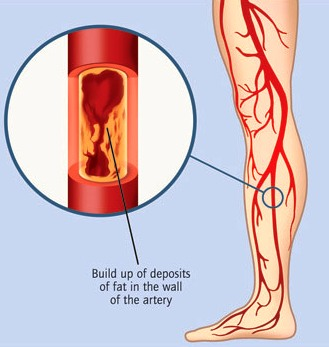 Build up of deposits
of fat in the wall
of the artery